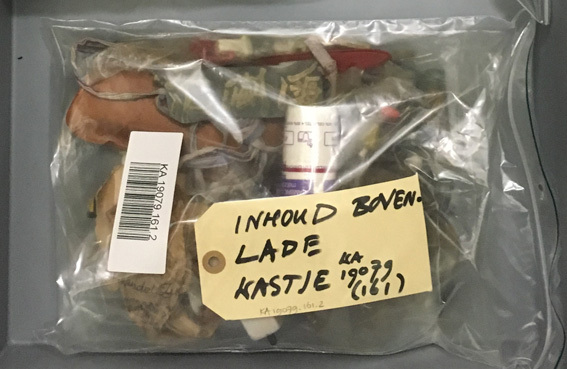 KA 19079.161.2
INHOUD BOVEN-
LADE
KASTJE KA
19079
(161)
KA 19079.161.2